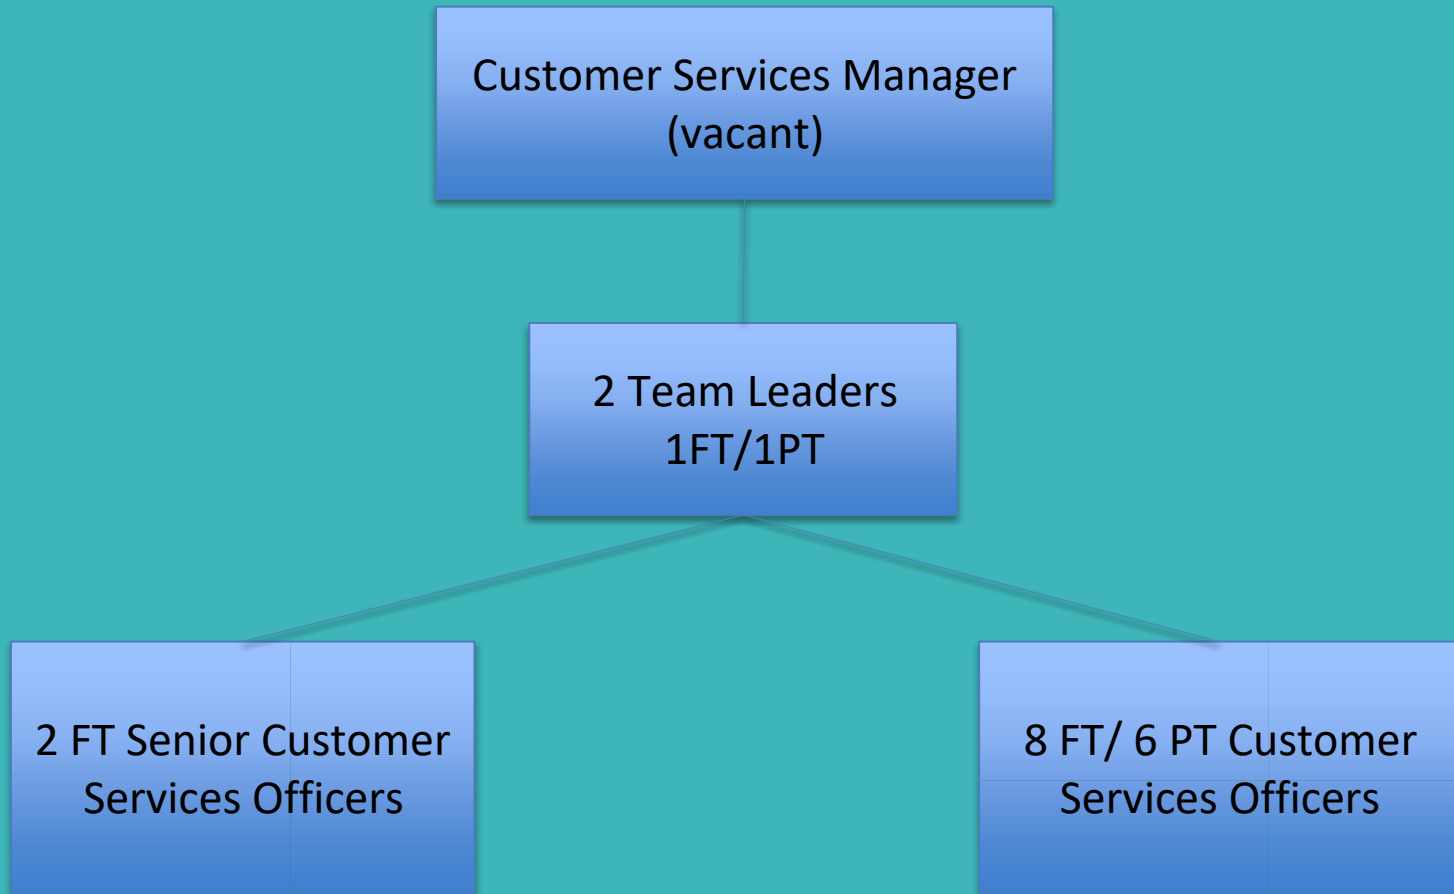 Customer Services Manager
(vacant)
2 Team Leaders
1FT/1PT
2 FT Senior Customer
Services Officers
8 FT/ 6 PT Customer
Services Officers